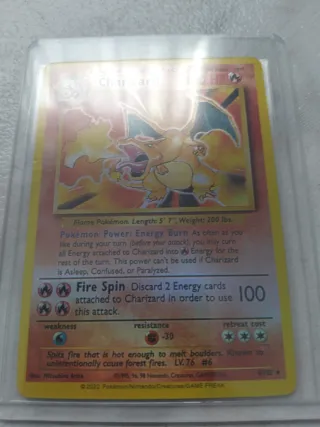 Charizard
Flame Pokémon. Length: 5' 7", Weight: 200 lbs.
Pokémon Power: Energy Burn As often as you
like during your turn (before your attack), you may turn
all Energy attached to Charizard into Energy for the
rest of the turn. This power can't be used if Charizard
is Asleep, Confused, or Paralyzed.
Fire Spin Discard 2 Energy cards
attached to Charizard in order to use
this attack.
100
weakness resistance retreat cost
-30
Spits fire that is hot enough to melt boulders. Known to
unintentionally cause forest fires. LV. 76 #6